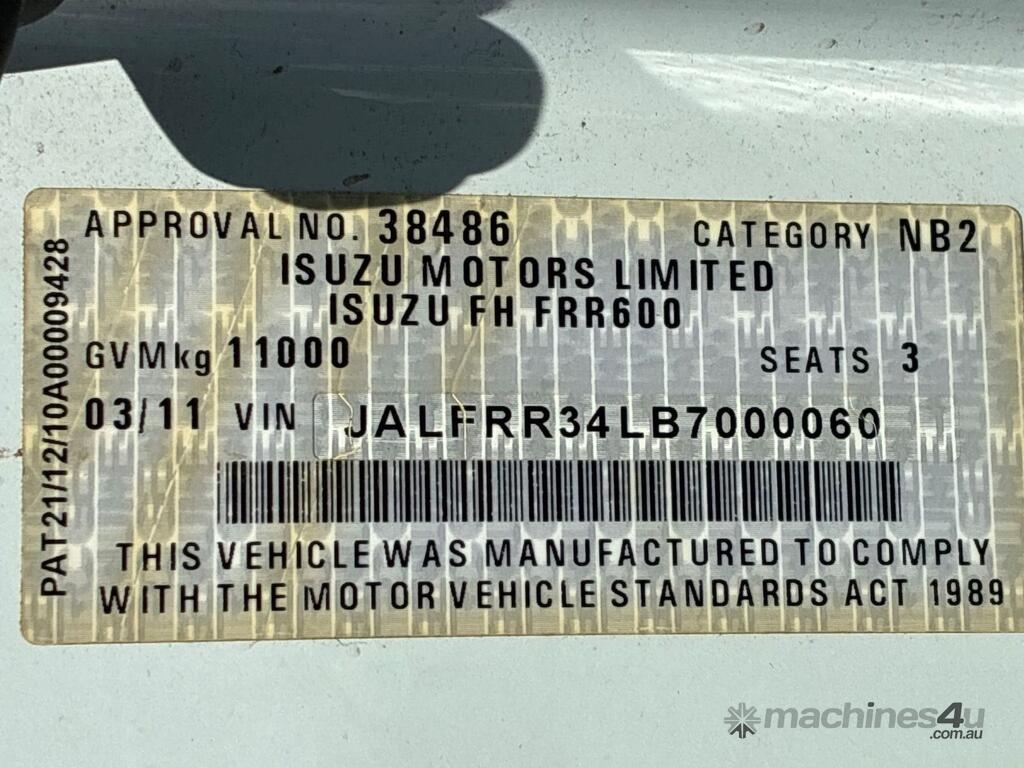 APPROVAL NO. 38486 CATEGORY NB2
ISUZU MOTORS LIMITED
ISUZU FH FRR600
GVMkg 11000 SEATS 3
03/11 VIN JALFRR34LB7000060
THIS VEHICLE WAS MANUFACTURED TO COMPLY
WITH THE MOTOR VEHICLE STANDARDS ACT 1989
PAT21/12/10A00009428
machines4u
.com.au